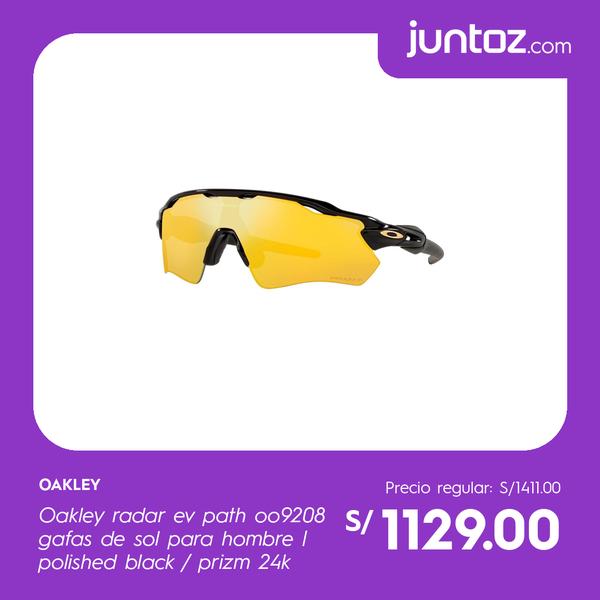 juntoz.com
OAKLEY
Oakley radar ev path oo9208
gafas de sol para hombre |
polished black / prizm 24k
Precio regular: S/1411.00
S/ 1129.00